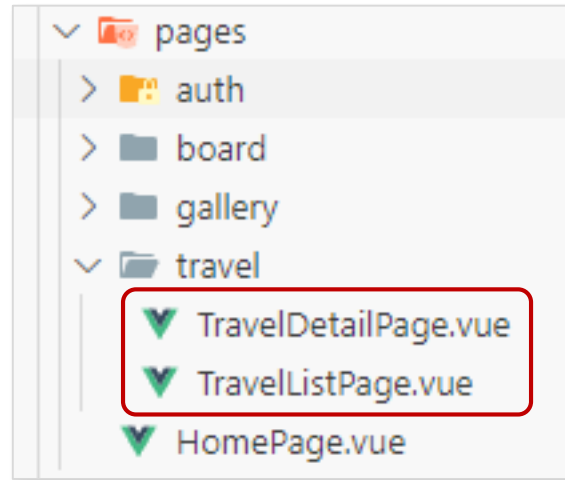 pages
auth
board
gallery
travel
TravelDetailPage.vue
TravelListPage.vue
HomePage.vue